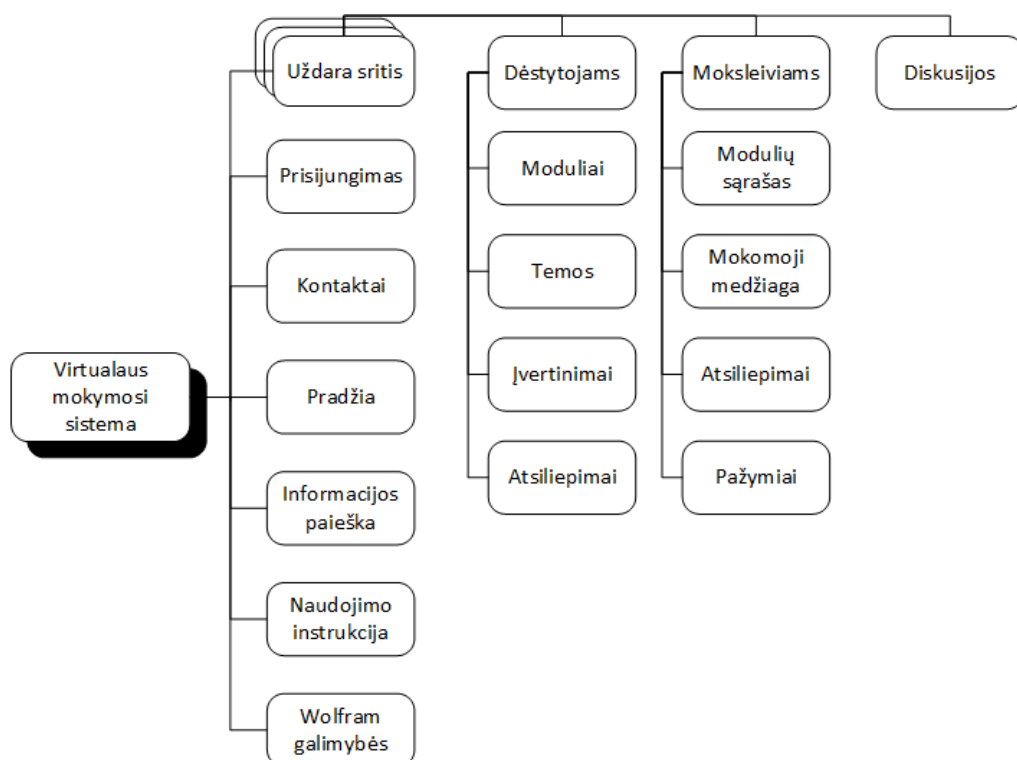 Uždara sritis
Dėstytojams
Moksleiviams
Diskusijos
Prisijungimas
Moduliai
Modulių
sąrašas
Kontaktai
Temos
Mokomoji
medžiaga
Virtualaus
mokymosi
sistema
Pradžia
Įvertinimai
Atsiliepimai
Informacijos
paieška
Atsiliepimai
Pažymiai
Naudojimo
instrukcija
Wolfram
galimybės